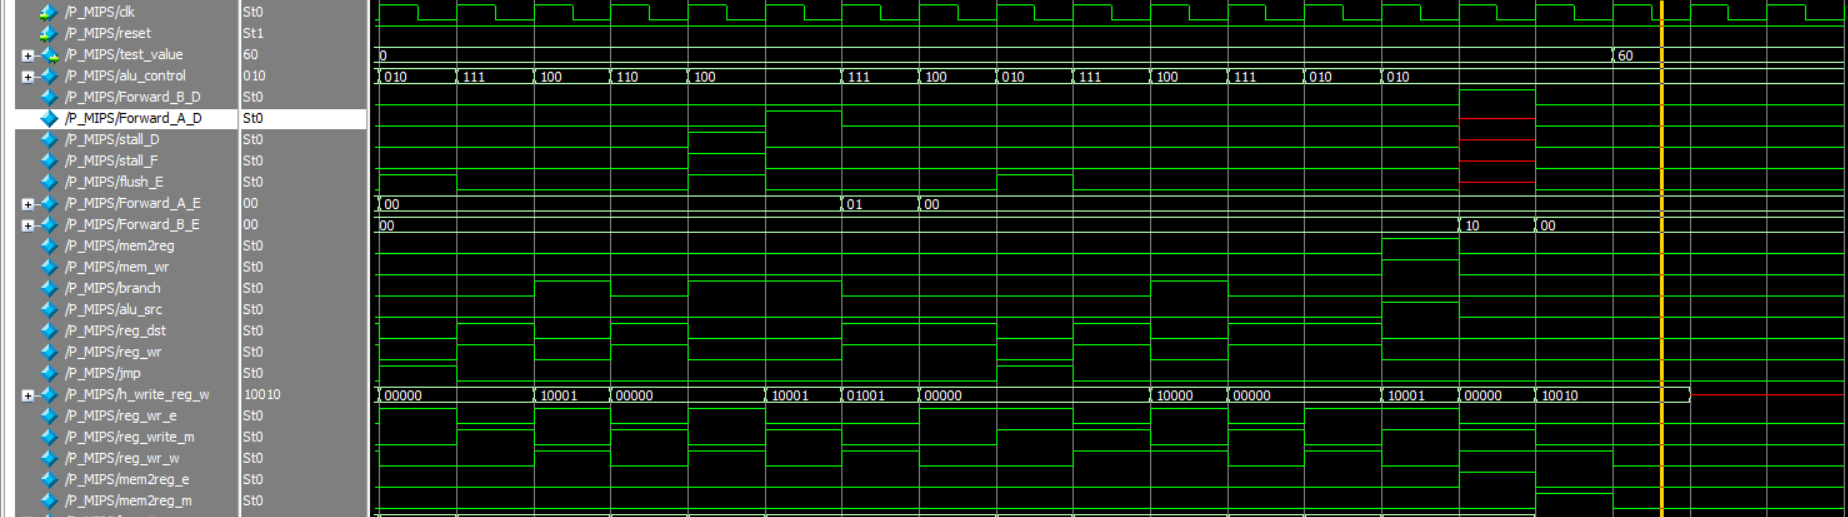 /P_MIPS/clk St0
/P_MIPS/reset St1
/P_MIPS/test_value 60 0 60
/P_MIPS/alu_control 010 010 111 100 110 100 111 100 010 111 100 111 010 010
/P_MIPS/Forward_B_D St0
/P_MIPS/Forward_A_D St0
/P_MIPS/stall_D St0
/P_MIPS/stall_F St0
/P_MIPS/flush_E St0
/P_MIPS/Forward_A_E 00 00 01 00
/P_MIPS/Forward_B_E 00 00 10 00
/P_MIPS/mem2reg St0
/P_MIPS/mem_wr St0
/P_MIPS/branch St0
/P_MIPS/alu_src St0
/P_MIPS/reg_dst St0
/P_MIPS/reg_wr St0
/P_MIPS/jmp St0
/P_MIPS/h_write_reg_w 10010 00000 10001 00000 10001 01001 00000 10000 00000 10001 00000 10010
/P_MIPS/reg_wr_e St0
/P_MIPS/reg_write_m St0
/P_MIPS/reg_wr_w St0
/P_MIPS/mem2reg_e St0
/P_MIPS/mem2reg_m St0